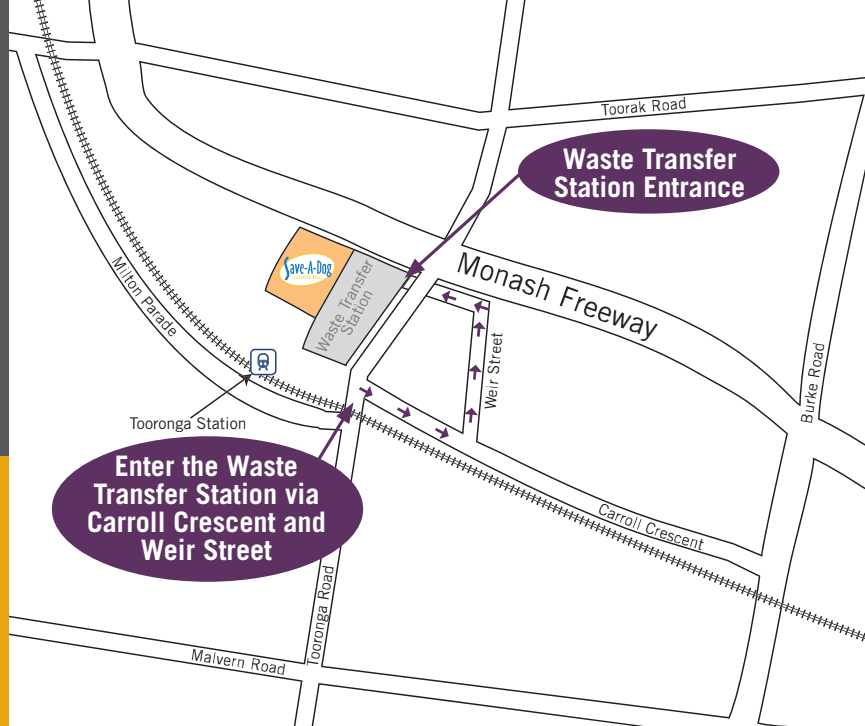 Toorak Road
Waste Transfer
Station Entrance
Monash Freeway
Save-A-Dog
Waste Transfer
Station
Milton Parade
Weir Street
Burke Road
Tooronga Station
Enter the Waste
Transfer Station via
Carroll Crescent and
Weir Street
Carroll Crescent
Tooronga Road
Malvern Road